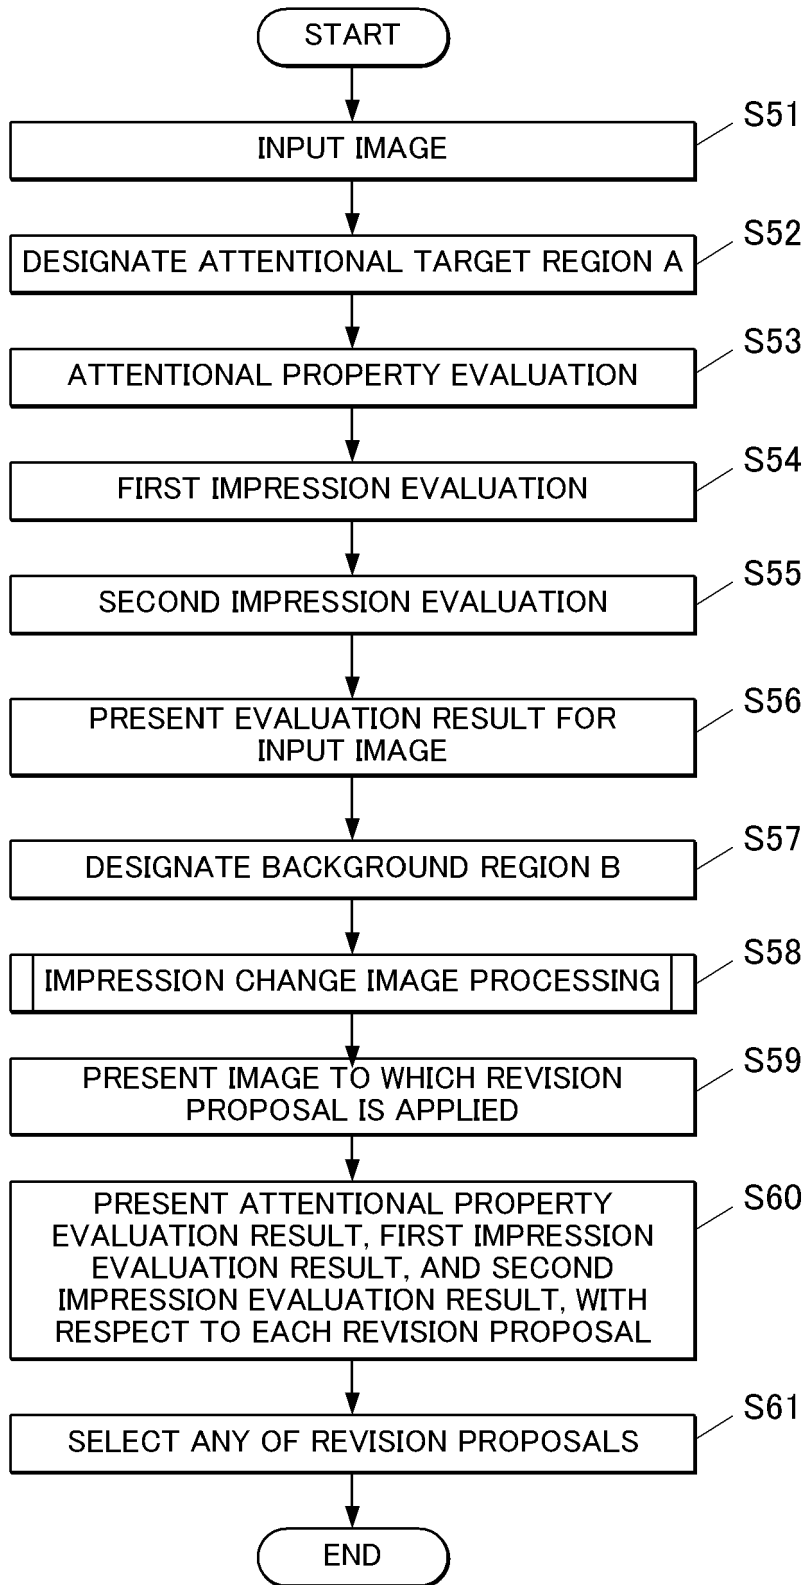 START
S51
INPUT IMAGE
S52
DESIGNATE ATTENTIONAL TARGET REGION A
S53
ATTENTIONAL PROPERTY EVALUATION
S54
FIRST IMPRESSION EVALUATION
S55
SECOND IMPRESSION EVALUATION
S56
PRESENT EVALUATION RESULT FOR
INPUT IMAGE
S57
DESIGNATE BACKGROUND REGION B
S58
IMPRESSION CHANGE IMAGE PROCESSING
S59
PRESENT IMAGE TO WHICH REVISION
PROPOSAL IS APPLIED
S60
PRESENT ATTENTIONAL PROPERTY
EVALUATION RESULT, FIRST IMPRESSION
EVALUATION RESULT, AND SECOND
IMPRESSION EVALUATION RESULT, WITH
RESPECT TO EACH REVISION PROPOSAL
S61
SELECT ANY OF REVISION PROPOSALS
END